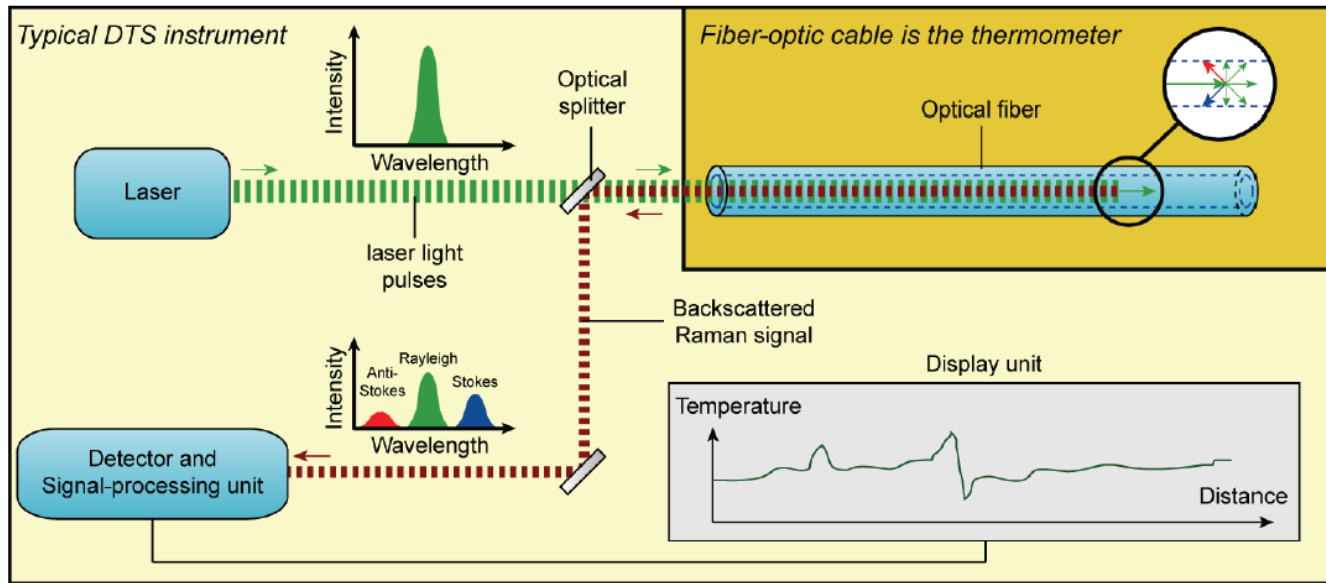 Typical DTS instrument
Fiber-optic cable is the thermometer
Intensity
Wavelength
Optical
splitter
Optical fiber
Laser
laser light
pulses
Backscattered
Raman signal
Intensity
Anti-
Stokes
Rayleigh
Stokes
Wavelength
Detector and
Signal-processing unit
Display unit
Temperature
Distance